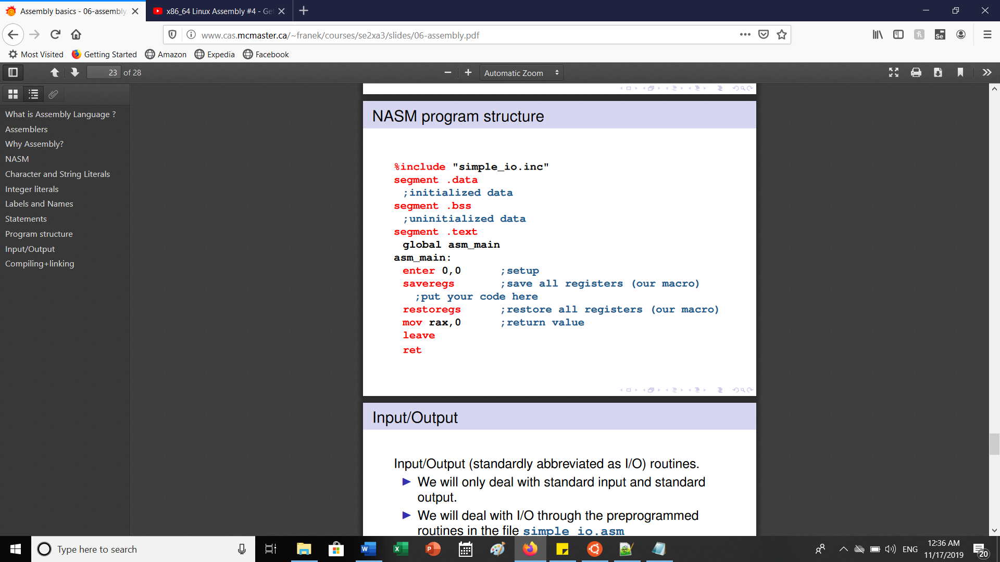 Assembly basics - 06-assembly
x86_64 Linux Assembly #4 - Get
www.cas.mcmaster.ca/~franek/courses/se2xa3/slides/06-assembly.pdf
Most Visited
Getting Started
Amazon
Expedia
Facebook
23 of 28
Automatic Zoom
What is Assembly Language ?
Assemblers
Why Assembly?
NASM
Character and String Literals
Integer literals
Labels and Names
Statements
Program structure
Input/Output
Compiling+linking
NASM program structure
%include "simple_io.inc"
segment .data
;initialized data
segment .bss
;uninitialized data
segment .text
global asm_main
asm_main:
enter 0,0 ;setup
saveregs ;save all registers (our macro)
;put your code here
restoregs ;restore all registers (our macro)
mov rax,0 ;return value
leave
ret
Input/Output
Input/Output (standardly abbreviated as I/O) routines.
We will only deal with standard input and standard
output.
We will deal with I/O through the preprogrammed
routines in the file simple_io.asm
Type here to search
ENG
12:36 AM
11/17/2019
20